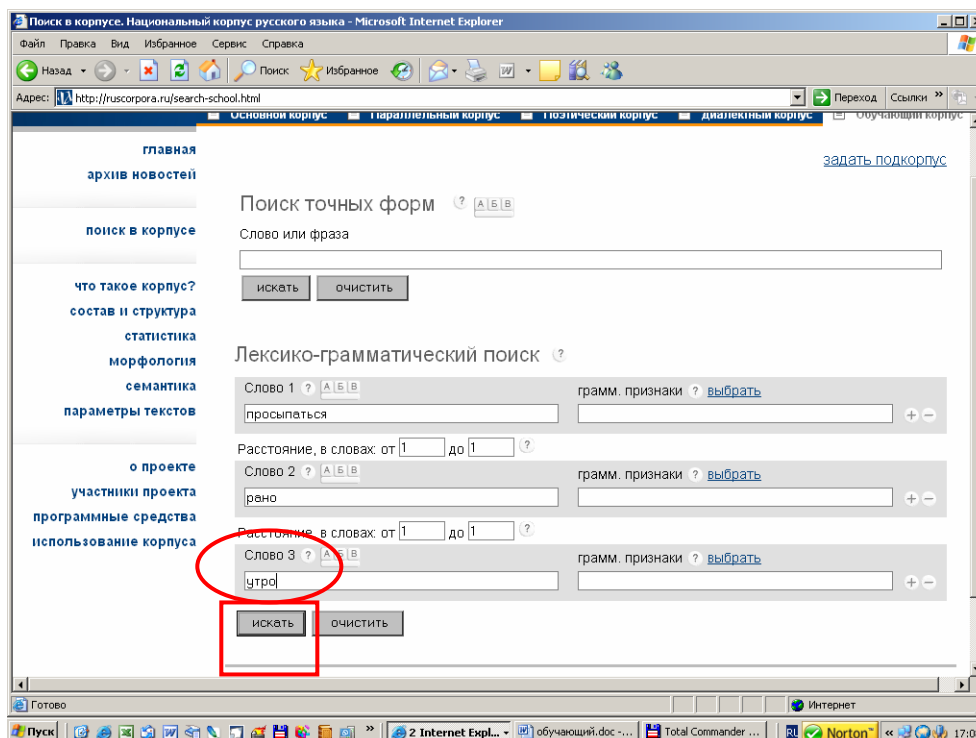 Поиск в корпусе. Национальный корпус русского языка - Microsoft Internet Explorer
Файл Правка Вид Избранное Сервис Справка
Назад Поиск Избранное
Адрес: http://ruscorpora.ru/search-school.html Переход Ссылки »
Основной корпус Параллельный корпус Поэтический корпус Диалектный корпус Обучающий корпус
главная
архив новостей
задать подкорпус
поиск в корпусе
что такое корпус?
состав и структура
статистика
морфология
семантика
параметры текстов
о проекте
участники проекта
программные средства
использование корпуса
Поиск точных форм ? А Б В
Слово или фраза
искать очистить
Лексико-грамматический поиск ?
Слово 1 ? А Б В грамм. признаки ? выбрать
просыпаться + −
Расстояние, в словах: от 1 до 1 ?
Слово 2 ? А Б В грамм. признаки ? выбрать
рано + −
Расстояние, в словах: от 1 до 1 ?
Слово 3 ? А Б В грамм. признаки ? выбрать
утро + −
искать очистить
Готово Интернет
Пуск » 2 Internet Expl... обучающий.doc -... Total Commander ... RU Norton™ «